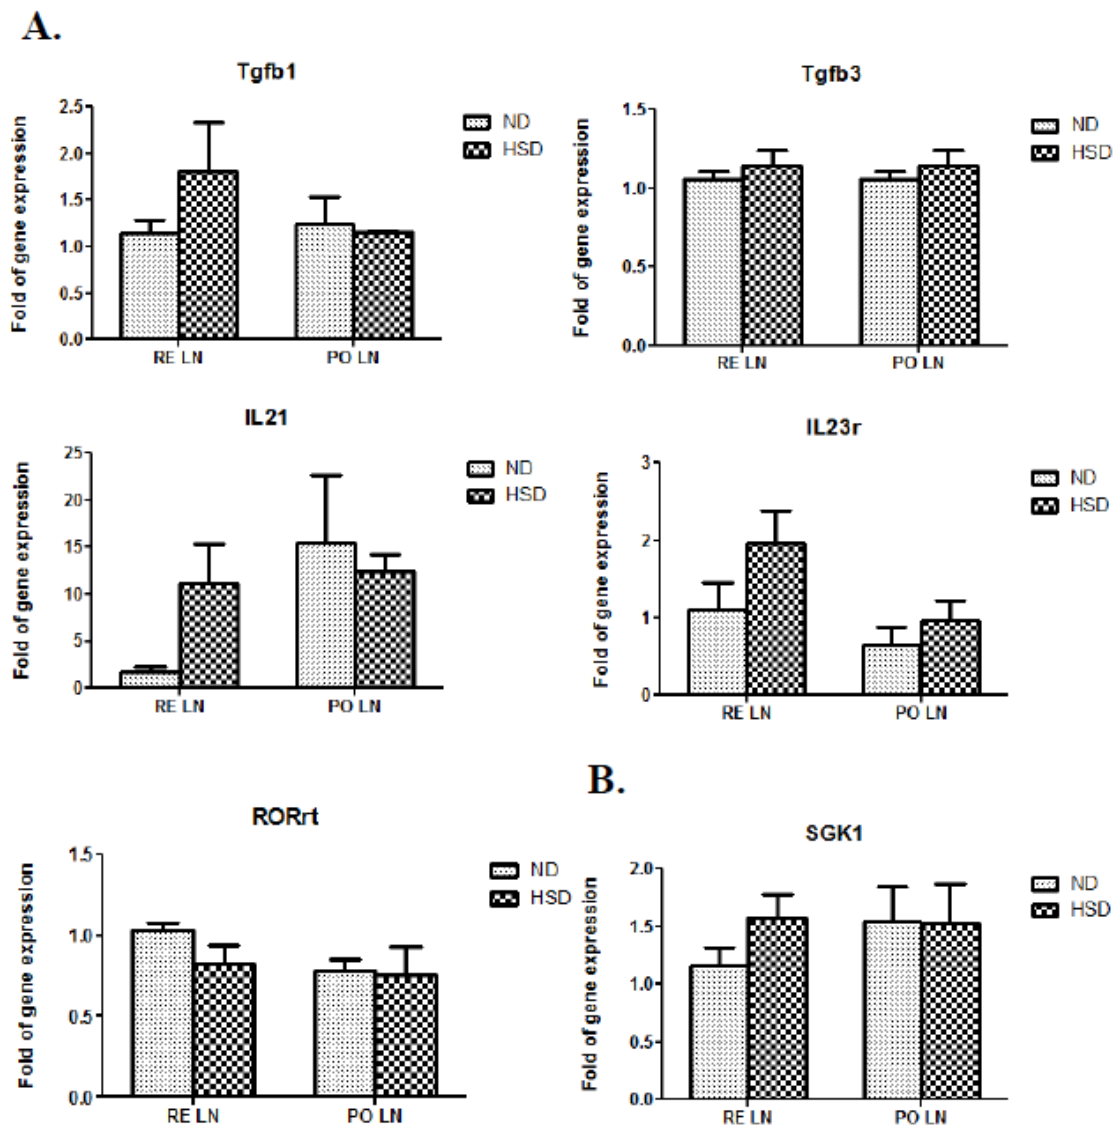 A.
Tgfb1
Fold of gene expression
2.5
2.0
1.5
1.0
0.5
0.0
RE LN
PO LN
ND
HSD
Tgfb3
Fold of gene expression
1.5
1.0
0.5
0.0
RE LN
PO LN
ND
HSD
IL21
Fold of gene expression
25
20
15
10
5
0
RE LN
PO LN
ND
HSD
IL23r
Fold of gene expression
3
2
1
0
RE LN
PO LN
ND
HSD
RORrt
Fold of gene expression
1.5
1.0
0.5
0.0
RE LN
PO LN
ND
HSD
B.
SGK1
Fold of gene expression
2.0
1.5
1.0
0.5
0.0
RE LN
PO LN
ND
HSD